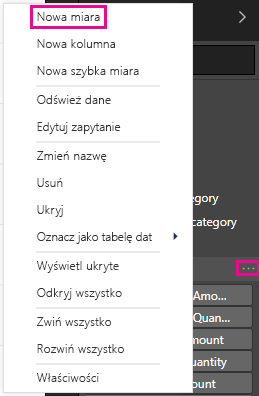 Nowa miara
Nowa kolumna
Nowa szybka miara
Odśwież dane
Edytuj zapytanie
Zmień nazwę
Usuń
Ukryj
Oznacz jako tabelę dat
Wyświetl ukryte
Odkryj wszystko
Zwiń wszystko
Rozwiń wszystko
Właściwości
egory
category
...
Amo...
Quan...
mount
uantity
ount